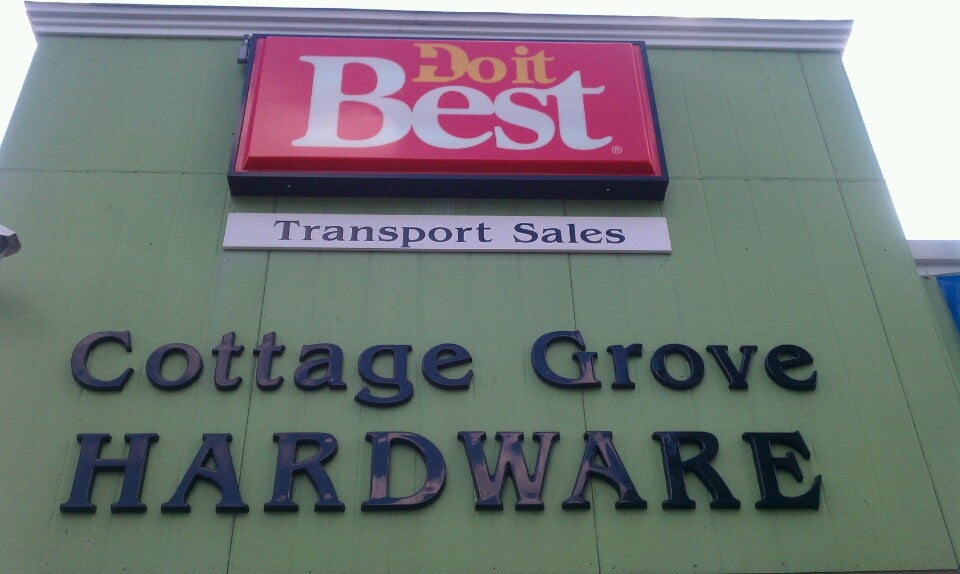 Do it
Best®
Transport Sales
Cottage Grove
HARDWARE